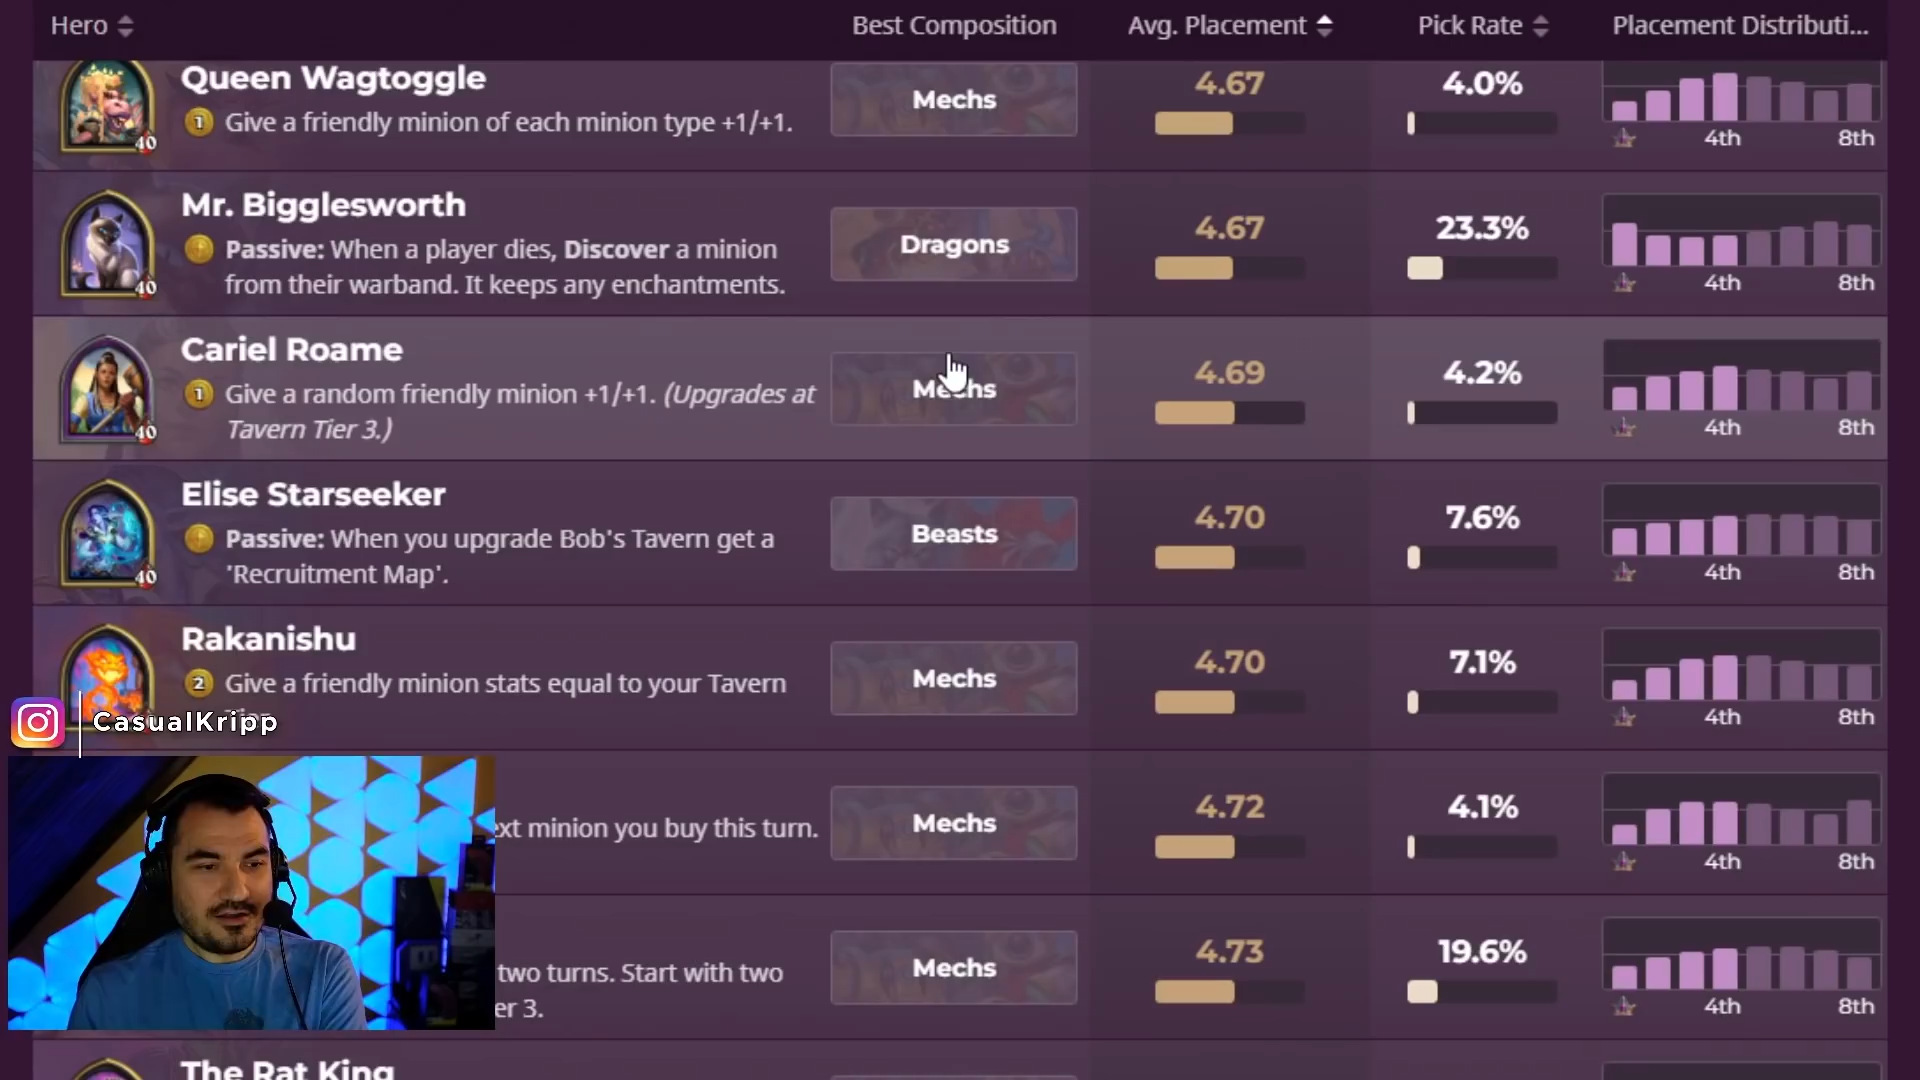 Hero Best Composition Avg. Placement Pick Rate Placement Distributi...
Queen Wagtoggle
1 Give a friendly minion of each minion type +1/+1.
40
Mechs
4.67
4.0%
4th 8th
Mr. Bigglesworth
Passive: When a player dies, Discover a minion
from their warband. It keeps any enchantments.
40
Dragons
4.67
23.3%
4th 8th
Cariel Roame
1 Give a random friendly minion +1/+1. (Upgrades at
Tavern Tier 3.)
40
Mechs
4.69
4.2%
4th 8th
Elise Starseeker
Passive: When you upgrade Bob's Tavern get a
'Recruitment Map'.
40
Beasts
4.70
7.6%
4th 8th
Rakanishu
2 Give a friendly minion stats equal to your Tavern
Mechs
4.70
7.1%
4th 8th
CasualKripp
ext minion you buy this turn.
Mechs
4.72
4.1%
4th 8th
two turns. Start with two
er 3.
Mechs
4.73
19.6%
4th 8th
The Rat King